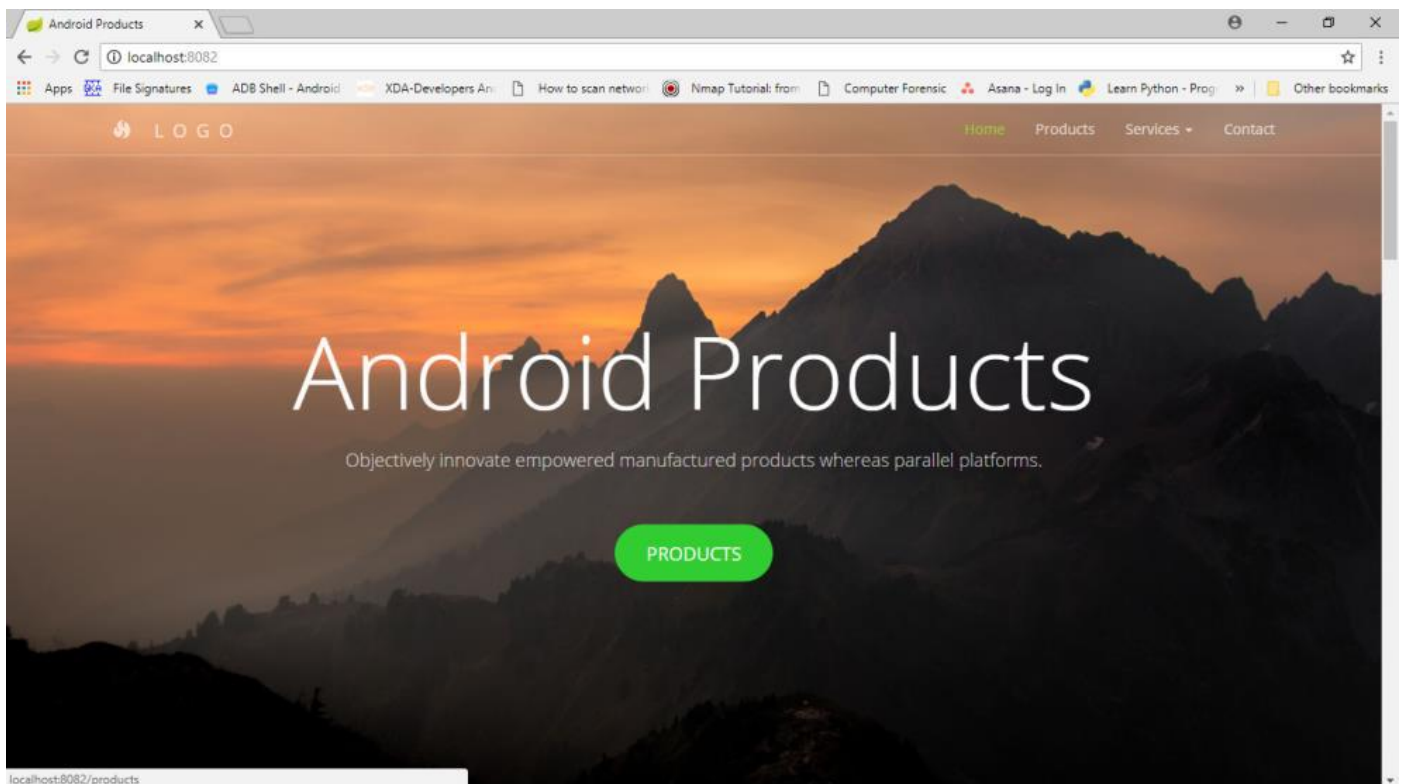 Android Products
localhost:8082
Apps File Signatures ADB Shell - Android XDA-Developers An How to scan networ Nmap Tutorial: from Computer Forensic Asana - Log In Learn Python - Prog » Other bookmarks
LOGO Home Products Services Contact
Android Products
Objectively innovate empowered manufactured products whereas parallel platforms.
PRODUCTS
localhost:8082/products